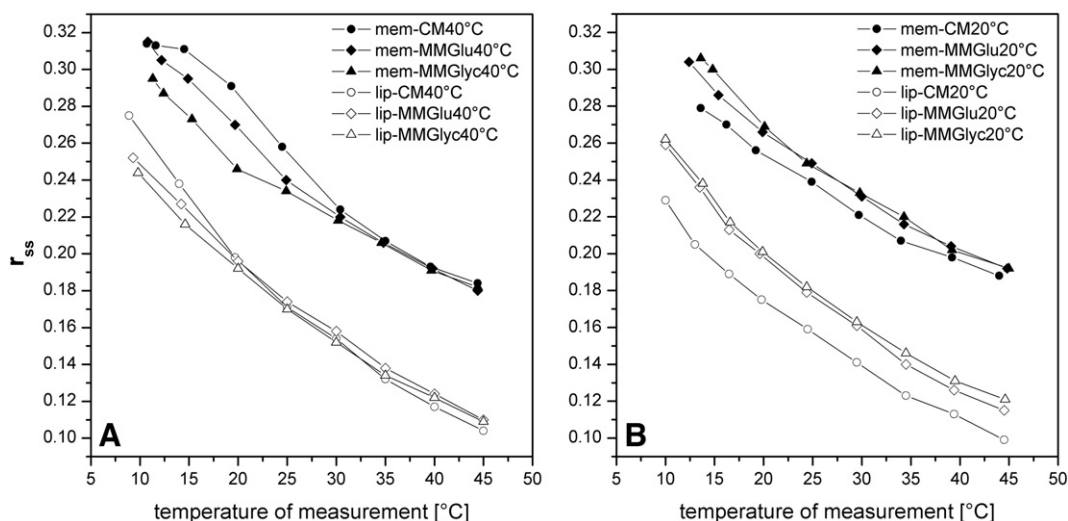 0.32
0.30
0.28
0.26
0.24
0.22
0.20
0.18
0.16
0.14
0.12
0.10
r_ss
mem-CM40°C
mem-MMGlu40°C
mem-MMGlyc40°C
lip-CM40°C
lip-MMGlu40°C
lip-MMGlyc40°C
A
5 10 15 20 25 30 35 40 45 50
temperature of measurement [°C]
0.32
0.30
0.28
0.26
0.24
0.22
0.20
0.18
0.16
0.14
0.12
0.10
mem-CM20°C
mem-MMGlu20°C
mem-MMGlyc20°C
lip-CM20°C
lip-MMGlu20°C
lip-MMGlyc20°C
B
5 10 15 20 25 30 35 40 45 50
temperature of measurement [°C]